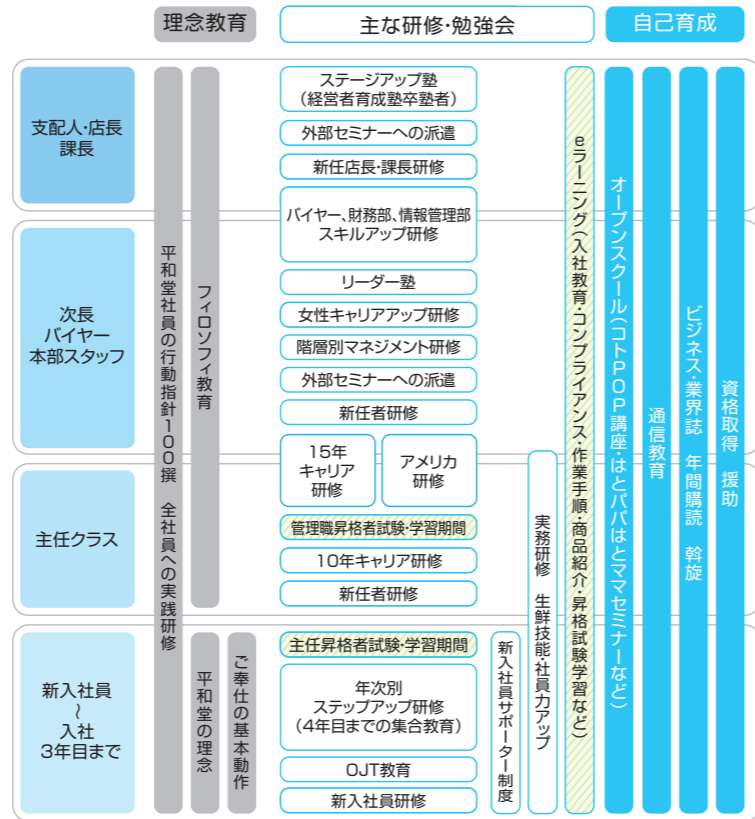 理念教育
主な研修・勉強会
自己育成
支配人・店長
課長
次長
バイヤー
本部スタッフ
主任クラス
新入社員
～
入社
3年目まで
平和堂社員の行動指針100撰　全社員への実践研修
フィロソフィ教育
平和堂の理念
ご奉仕の基本動作
ステージアップ塾
（経営者育成塾卒塾者）
外部セミナーへの派遣
新任店長・課長研修
バイヤー、財務部、情報管理部
スキルアップ研修
リーダー塾
女性キャリアアップ研修
階層別マネジメント研修
外部セミナーへの派遣
新任者研修
15年
キャリア
研修
アメリカ
研修
管理職昇格者試験・学習期間
10年キャリア研修
新任者研修
主任昇格者試験・学習期間
年次別
ステップアップ研修
（4年目までの集合教育）
OJT教育
新入社員研修
新入社員サポーター制度
実務研修　生鮮技能・社員力アップ
eラーニング（入社教育・コンプライアンス・作業手順・商品紹介・昇格試験学習など）
オープンスクール（コトPOP講座・はとパパはとママセミナーなど）
通信教育
ビジネス・業界誌　年間購読　斡旋
資格取得　援助